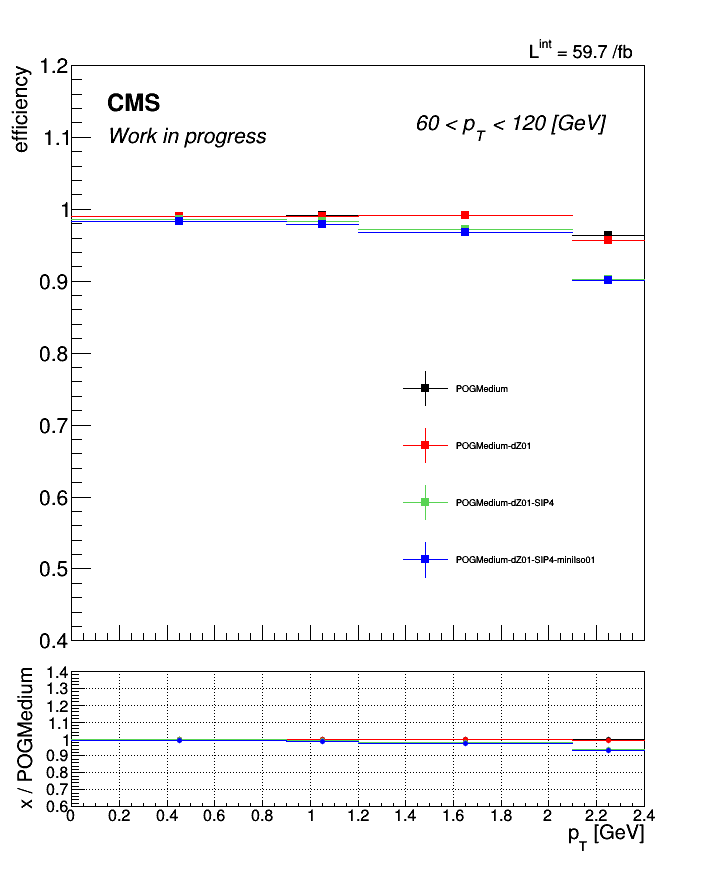 L^int = 59.7 /fb
efficiency
1.2
1.1
1
0.9
0.8
0.7
0.6
0.5
0.4
CMS
Work in progress
60 < p_T < 120 [GeV]
POGMedium
POGMedium-dZ01
POGMedium-dZ01-SIP4
POGMedium-dZ01-SIP4-miniIso01
x / POGMedium
1.4
1.3
1.2
1.1
1
0.9
0.8
0.7
0.6
0 0.2 0.4 0.6 0.8 1 1.2 1.4 1.6 1.8 2 2.2 2.4
p_T [GeV]